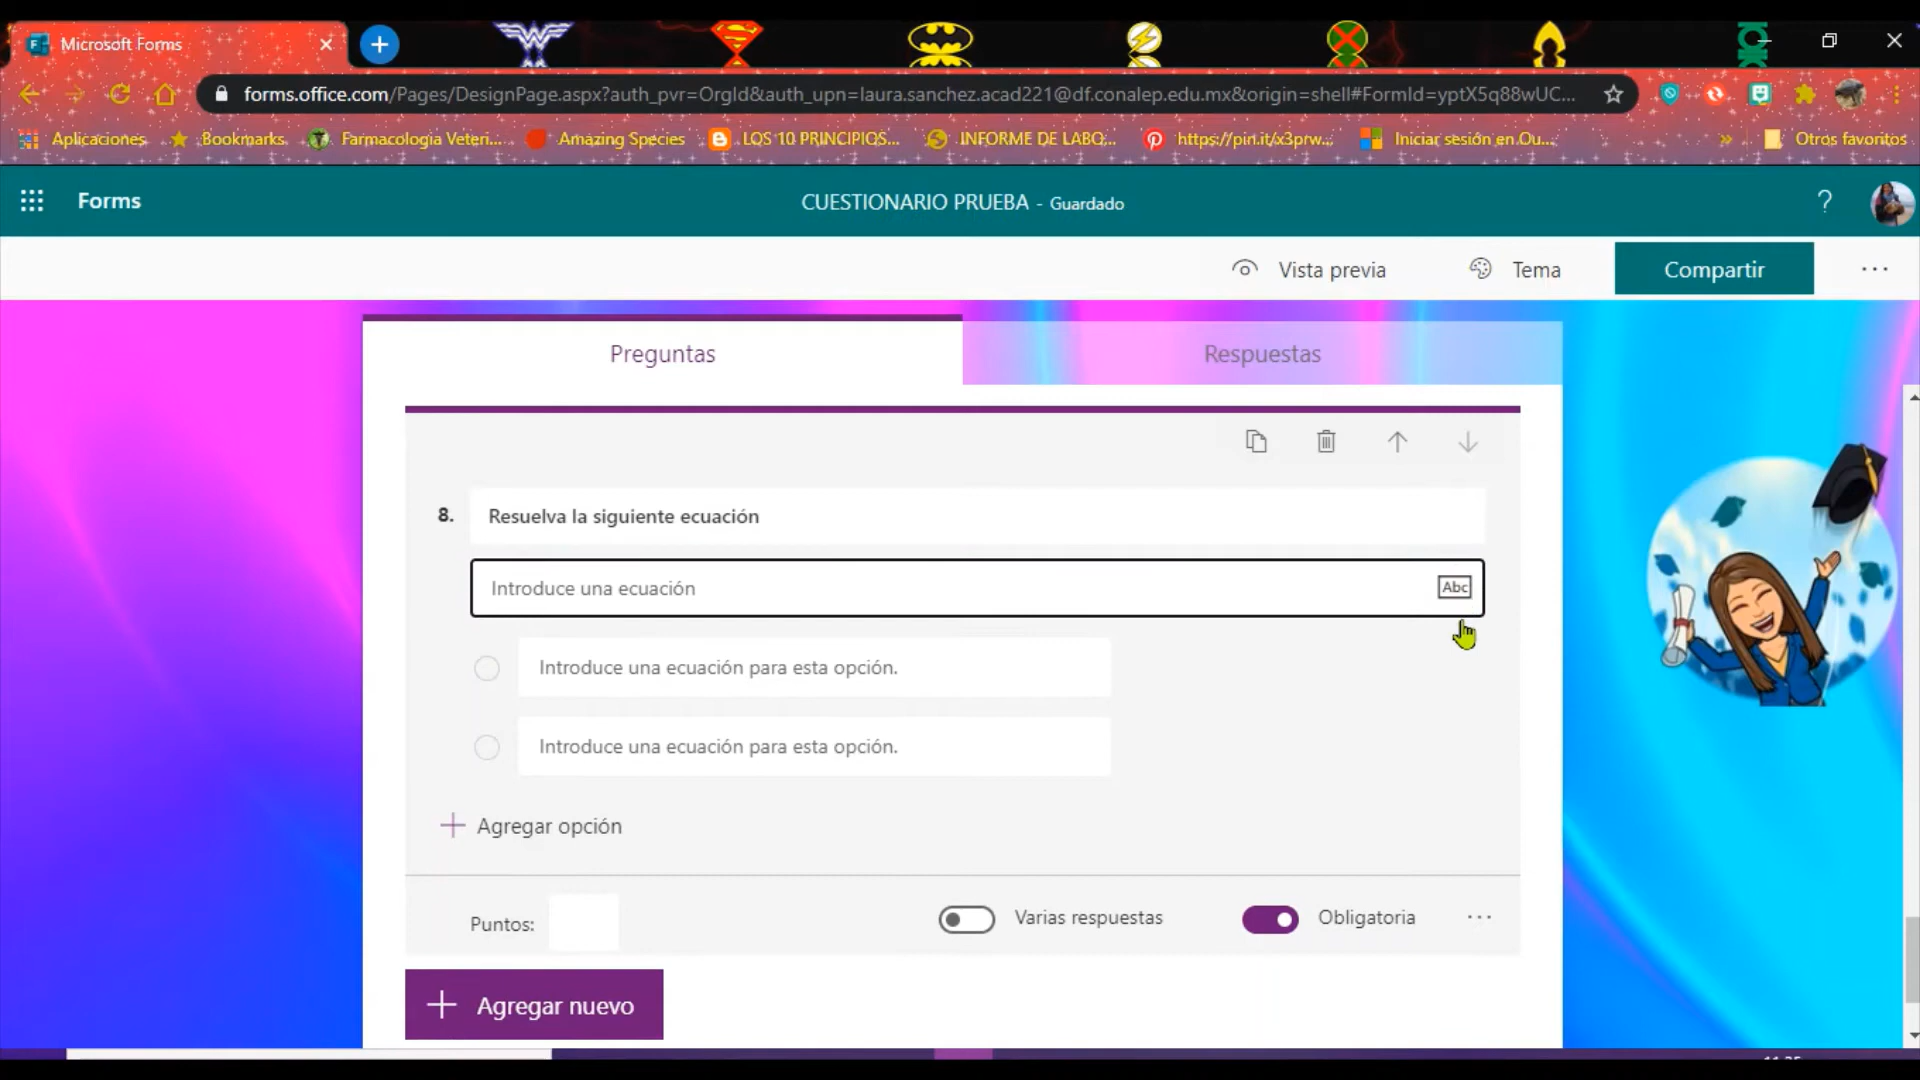 Microsoft Forms
forms.office.com/Pages/DesignPage.aspx?auth_pvr=OrgId&auth_upn=laura.sanchez.acad221@df.conalep.edu.mx&origin=shell#FormId=yptX5q88wUC...
Aplicaciones
Bookmarks
Farmacologia Veteri...
Amazing Species
LOS 10 PRINCIPIOS...
INFORME DE LABO...
https://pin.it/x3prw...
Iniciar sesión en Ou...
»
Otros favoritos
Forms
CUESTIONARIO PRUEBA - Guardado
?
Vista previa
Tema
Compartir
...
Preguntas
Respuestas
8. Resuelva la siguiente ecuación
Introduce una ecuación
Abc
Introduce una ecuación para esta opción.
Introduce una ecuación para esta opción.
+ Agregar opción
Puntos:
Varias respuestas
Obligatoria
...
+ Agregar nuevo